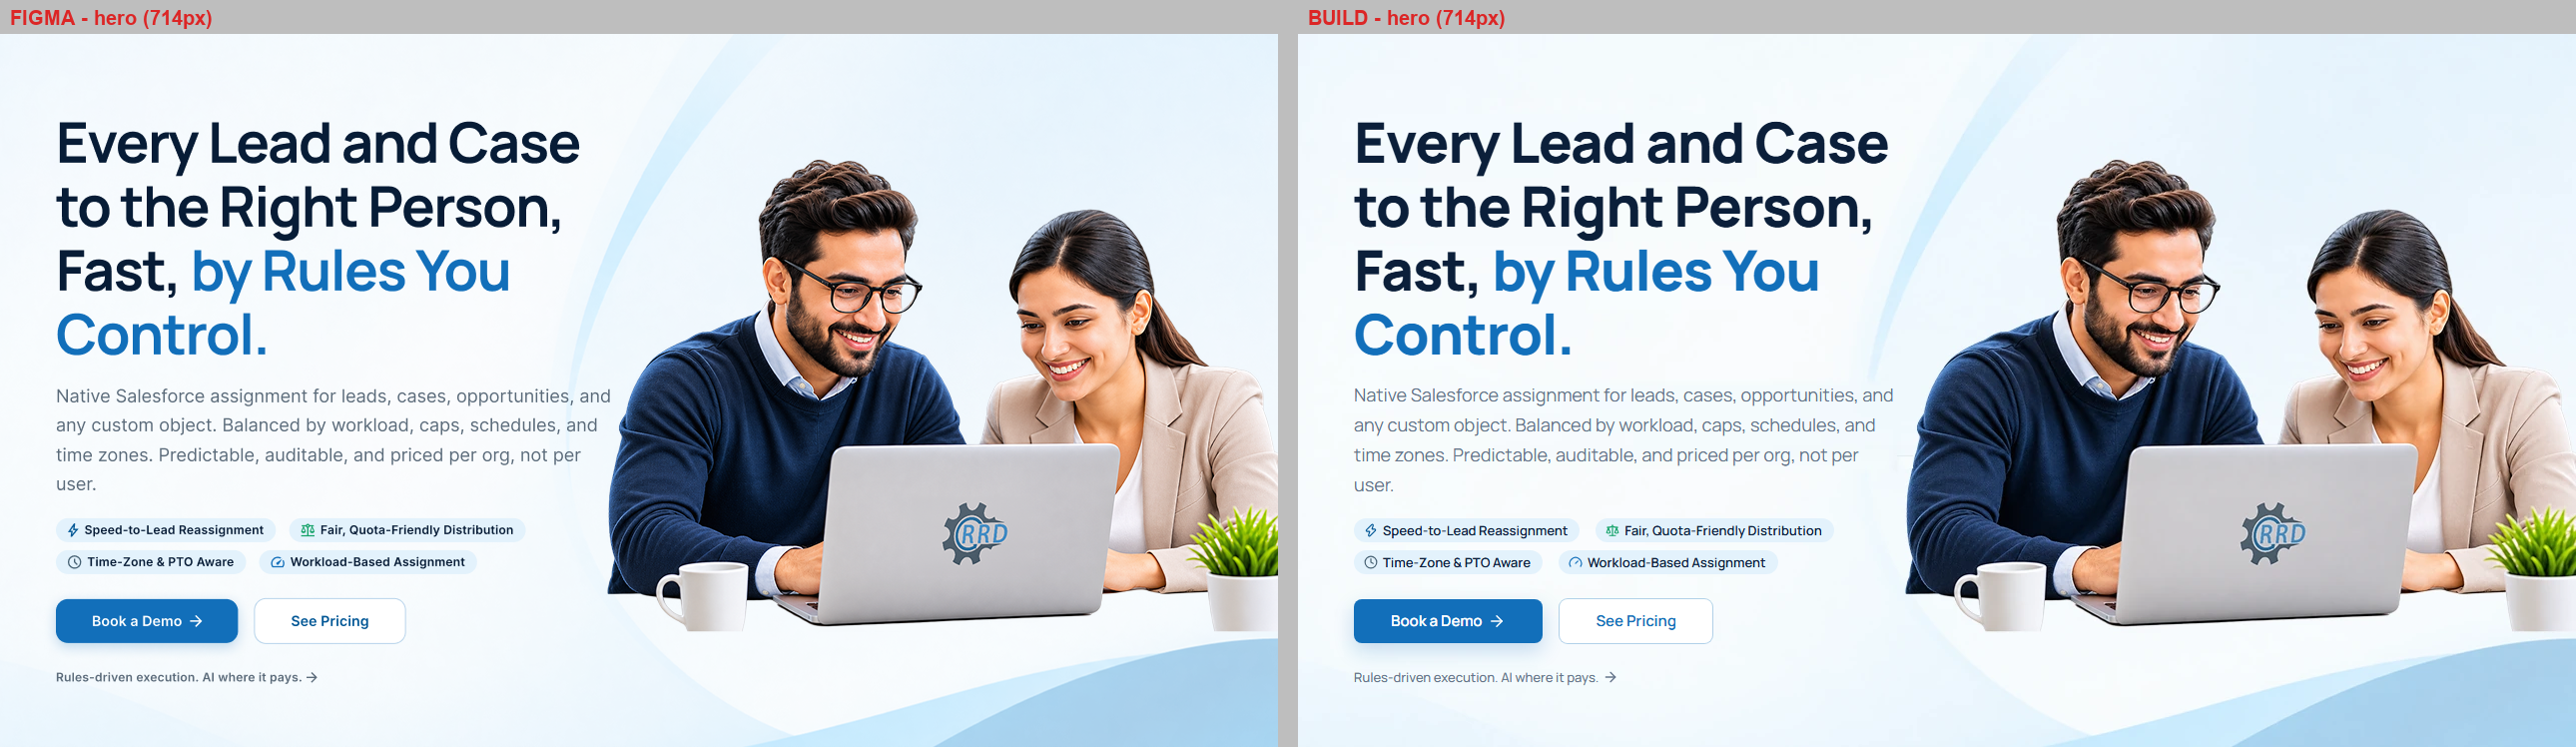 FIGMA - hero (714px)
Every Lead and Case
to the Right Person,
Fast, by Rules You
Control.
Native Salesforce assignment for leads, cases, opportunities, and
any custom object. Balanced by workload, caps, schedules, and
time zones. Predictable, auditable, and priced per org, not per
user.
Speed-to-Lead Reassignment
Fair, Quota-Friendly Distribution
Time-Zone & PTO Aware
Workload-Based Assignment
Book a Demo →
See Pricing
Rules-driven execution. AI where it pays. →
RRD
BUILD - hero (714px)
Every Lead and Case
to the Right Person,
Fast, by Rules You
Control.
Native Salesforce assignment for leads, cases, opportunities, and
any custom object. Balanced by workload, caps, schedules, and
time zones. Predictable, auditable, and priced per org, not per
user.
Speed-to-Lead Reassignment
Fair, Quota-Friendly Distribution
Time-Zone & PTO Aware
Workload-Based Assignment
Book a Demo →
See Pricing
Rules-driven execution. AI where it pays. →
RRD